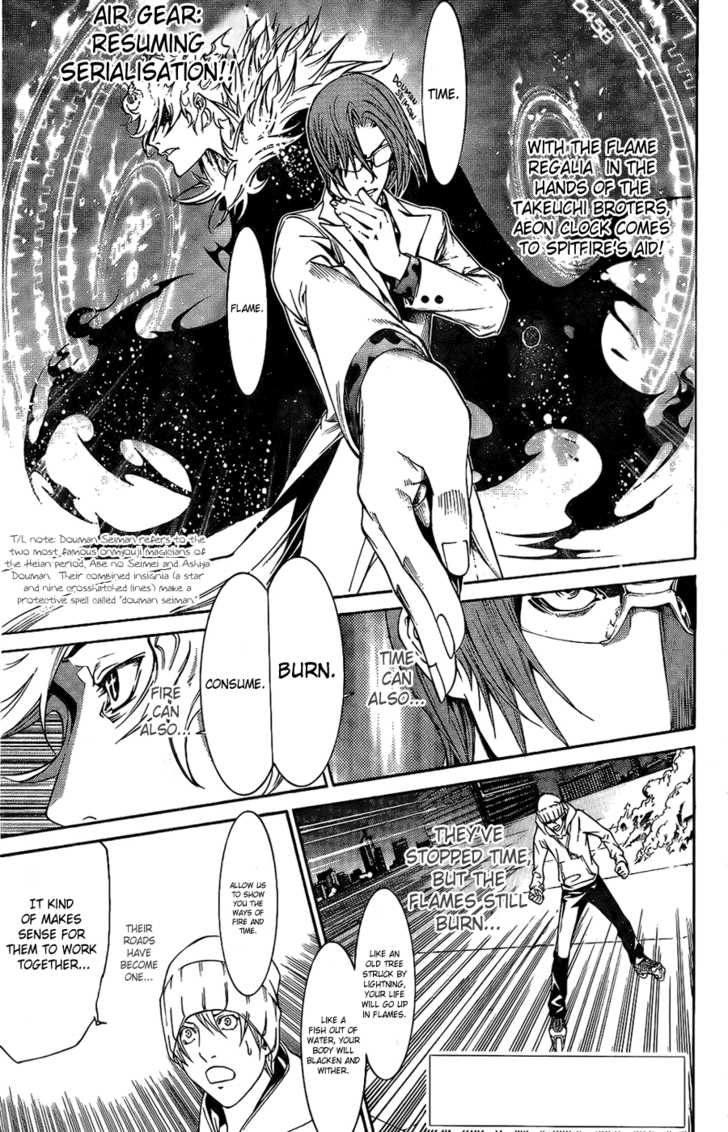 AIR GEAR:
RESUMING
SERIALISATION!!
0458
TIME.
DOUMAN
SEIMAN
WITH THE FLAME
REGALIA IN THE
HANDS OF THE
TAKEUCHI BROTERS,
AEON CLOCK COMES
TO SPITFIRE'S AID!
FLAME.
T/L note: Douman Seiman refers to the
two most famous onmyouji magicians of
the Heian period, Abe no Seimei and Ashiya
Douman. Their combined insignia (a star
and nine crosshatched lines) make a
protective spell called "douman seiman."
TIME
CAN
ALSO...
BURN.
CONSUME.
FIRE
CAN
ALSO...
THEY'VE
STOPPED TIME,
BUT THE
FLAMES STILL
BURN...
ALLOW US
TO SHOW
YOU THE
WAYS OF
FIRE AND
TIME.
LIKE AN
OLD TREE
STRUCK BY
LIGHTNING,
YOUR LIFE
WILL GO UP
IN FLAMES.
LIKE A
FISH OUT OF
WATER, YOUR
BODY WILL
BLACKEN AND
WITHER.
THEIR
ROADS
HAVE
BECOME
ONE...
IT KIND
OF MAKES
SENSE FOR
THEM TO WORK
TOGETHER...